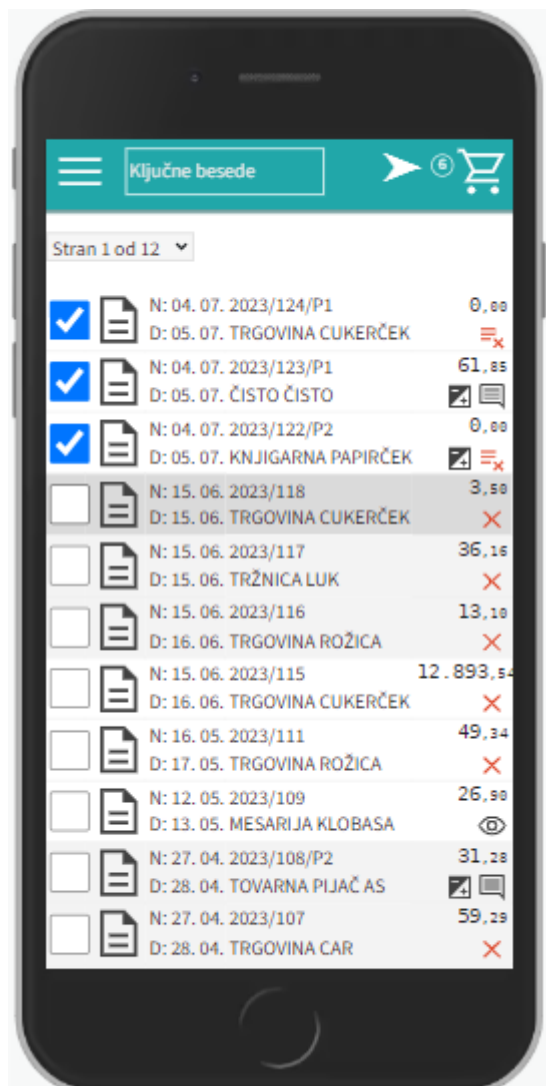 Ključne besede
6
Stran 1 od 12
N: 04. 07. 2023/124/P1 0,00
D: 05. 07. TRGOVINA CUKERČEK
N: 04. 07. 2023/123/P1 61,85
D: 05. 07. ČISTO ČISTO
N: 04. 07. 2023/122/P2 0,00
D: 05. 07. KNJIGARNA PAPIRČEK
N: 15. 06. 2023/118 3,50
D: 15. 06. TRGOVINA CUKERČEK
N: 15. 06. 2023/117 36,16
D: 15. 06. TRŽNICA LUK
N: 15. 06. 2023/116 13,10
D: 16. 06. TRGOVINA ROŽICA
N: 15. 06. 2023/115 12.893,54
D: 16. 06. TRGOVINA CUKERČEK
N: 16. 05. 2023/111 49,34
D: 17. 05. TRGOVINA ROŽICA
N: 12. 05. 2023/109 26,90
D: 13. 05. MESARIJA KLOBASA
N: 27. 04. 2023/108/P2 31,28
D: 28. 04. TOVARNA PIJAČ AS
N: 27. 04. 2023/107 59,29
D: 28. 04. TRGOVINA CAR